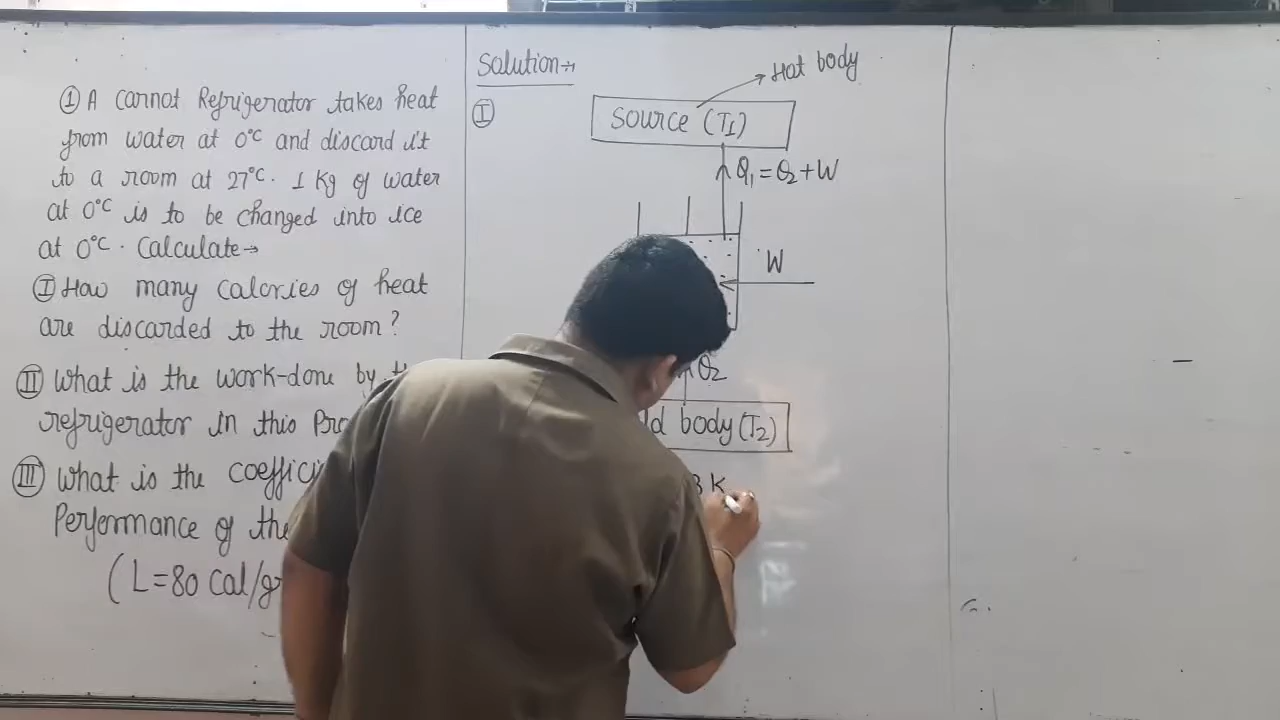 ① A carnot Refrigerator takes heat
from water at 0°C and discard it
to a room at 27°C. 1 Kg of water
at 0°C is to be changed into ice
at 0°C. Calculate→
Ⓘ How many calories of heat
are discarded to the room?
Ⅱ What is the work-done by
refrigerator in this
Ⅲ What is the
Performance of the
(L=80 Cal/
Solution→
Ⓘ
Hot body
Source (T1)
Q1 = Q2 + W
W
Q2
body (T2)
K